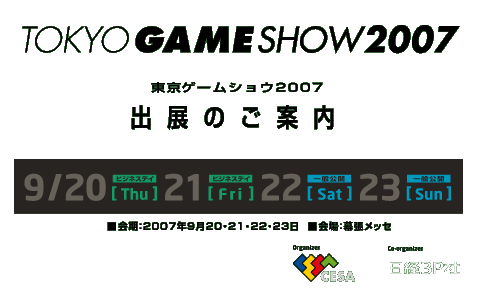 TOKYO GAME SHOW 2007
東京ゲームショウ2007
出展のご案内
9/20 ビジネスデイ [Thu] 21 ビジネスデイ [Fri] 22 一般公開 [Sat] 23 一般公開 [Sun]
■会期:2007年9月20・21・22・23日 ■会場:幕張メッセ
Organizer Co-organizer
CESA 日経BP社